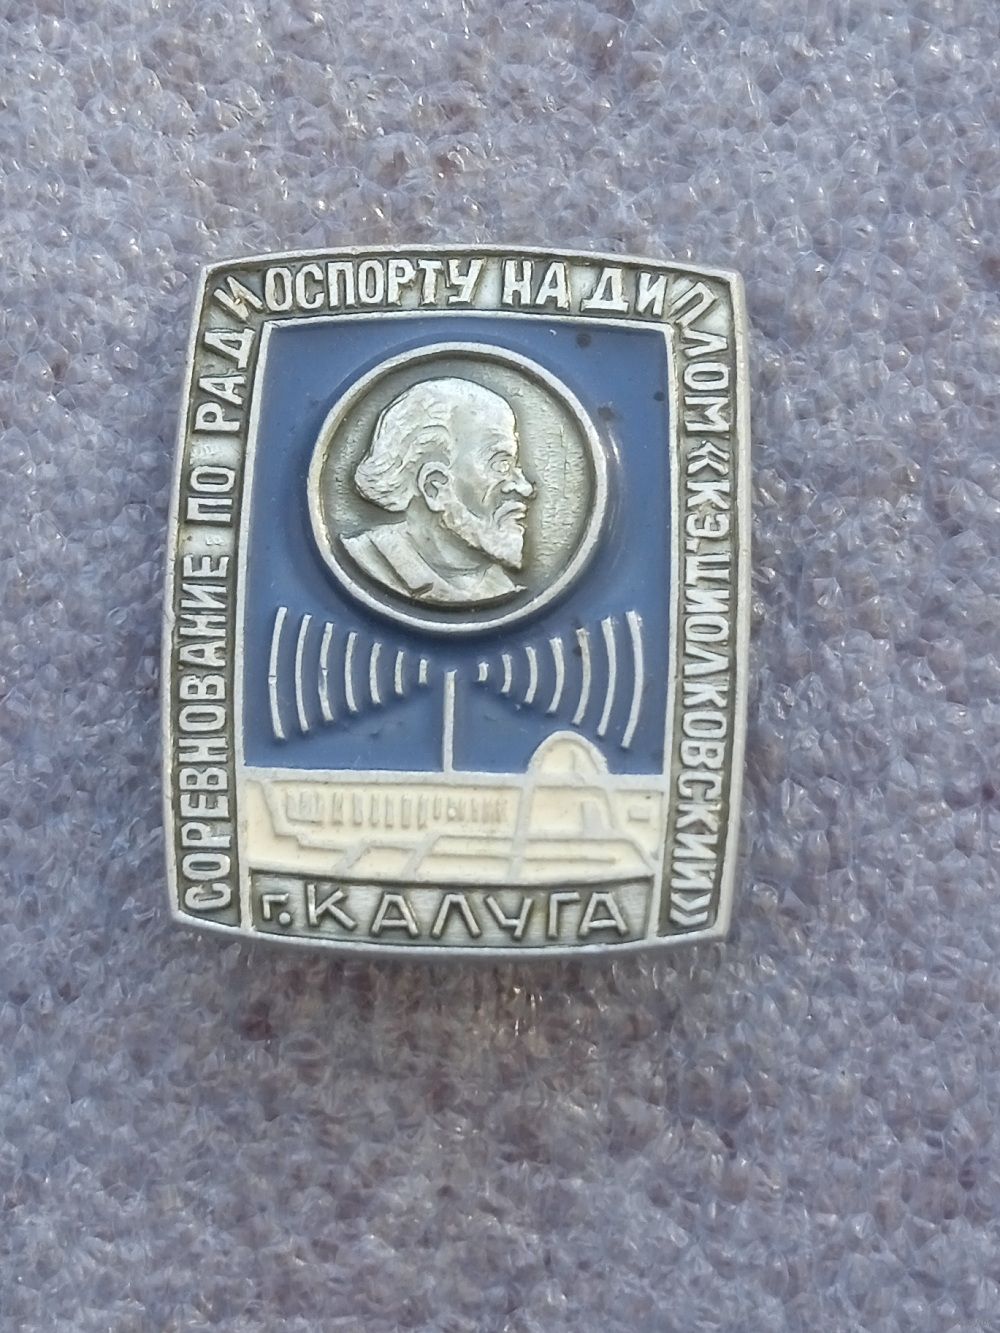 СОРЕВНОВАНИЕ ПО РАДИОСПОРТУ НА ДИПЛОМ «К.Э.ЦИОЛКОВСКИЙ»
г. КАЛУГА